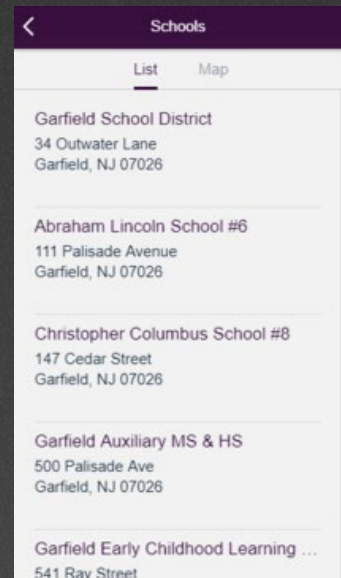 Schools
List Map
Garfield School District
34 Outwater Lane
Garfield, NJ 07026
Abraham Lincoln School #6
111 Palisade Avenue
Garfield, NJ 07026
Christopher Columbus School #8
147 Cedar Street
Garfield, NJ 07026
Garfield Auxiliary MS & HS
500 Palisade Ave
Garfield, NJ 07026
Garfield Early Childhood Learning ...
541 Ray Street